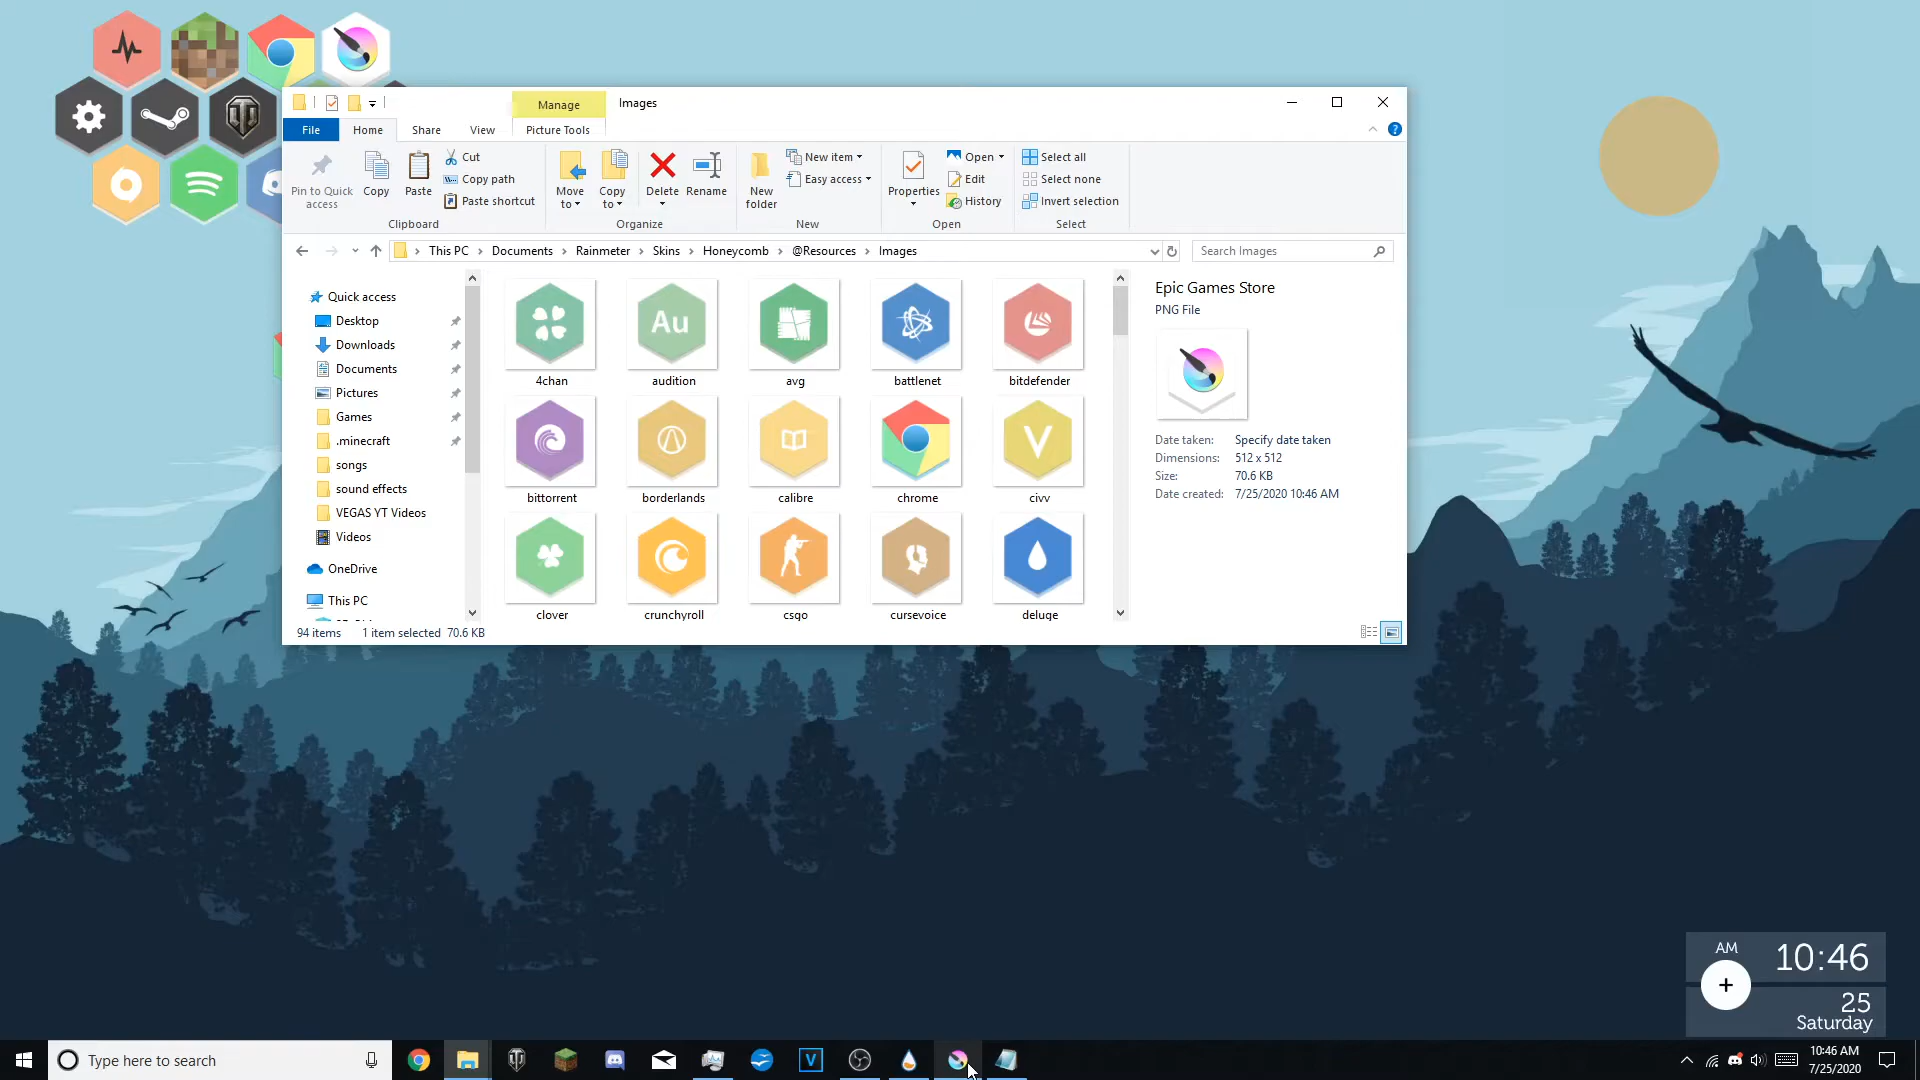 Manage
Images
File
Home
Share
View
Picture Tools
Pin to Quick access
Copy
Paste
Cut
Copy path
Paste shortcut
Clipboard
Move to
Copy to
Delete
Rename
Organize
New folder
New item
Easy access
New
Properties
Open
Edit
History
Open
Select all
Select none
Invert selection
Select
This PC > Documents > Rainmeter > Skins > Honeycomb > @Resources > Images
Search Images
Quick access
Desktop
Downloads
Documents
Pictures
Games
.minecraft
songs
sound effects
VEGAS YT Videos
Videos
OneDrive
This PC
Au
4chan
audition
avg
battlenet
bitdefender
V
bittorrent
borderlands
calibre
chrome
civv
clover
crunchyroll
csgo
cursevoice
deluge
Epic Games Store
PNG File
Date taken: Specify date taken
Dimensions: 512 x 512
Size: 70.6 KB
Date created: 7/25/2020 10:46 AM
94 items 1 item selected 70.6 KB
AM
10:46
25
Saturday
Type here to search
V
10:46 AM
7/25/2020